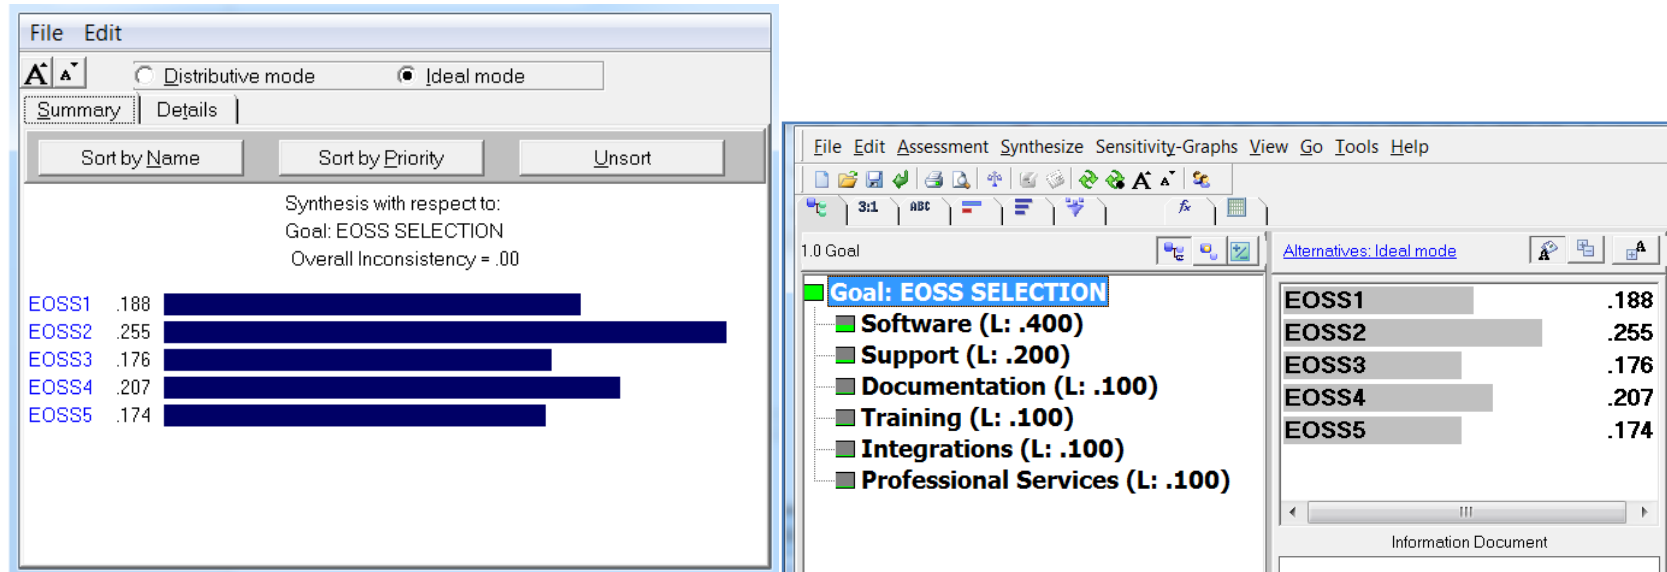 File Edit
A A Distributive mode Ideal mode
Summary Details
Sort by Name Sort by Priority Unsort
Synthesis with respect to:
Goal: EOSS SELECTION
Overall Inconsistency = .00
EOSS1 .188
EOSS2 .255
EOSS3 .176
EOSS4 .207
EOSS5 .174
File Edit Assessment Synthesize Sensitivity-Graphs View Go Tools Help
A A
3:1 ABC fx
1.0 Goal
Goal: EOSS SELECTION
Software (L: .400)
Support (L: .200)
Documentation (L: .100)
Training (L: .100)
Integrations (L: .100)
Professional Services (L: .100)
Alternatives: Ideal mode A A
EOSS1 .188
EOSS2 .255
EOSS3 .176
EOSS4 .207
EOSS5 .174
Information Document